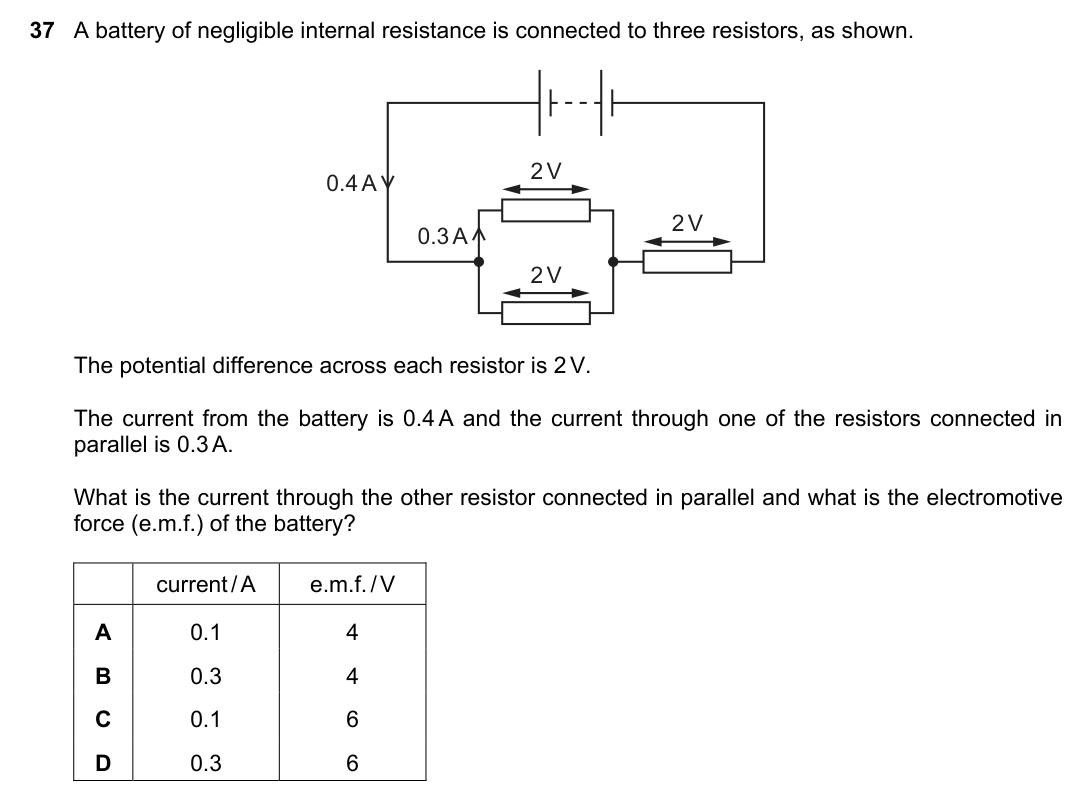 37 A battery of negligible internal resistance is connected to three resistors, as shown.
2 V
0.4 A
2 V
0.3 A
2 V
The potential difference across each resistor is 2 V.
The current from the battery is 0.4 A and the current through one of the resistors connected in
parallel is 0.3 A.
What is the current through the other resistor connected in parallel and what is the electromotive
force (e.m.f.) of the battery?
current / A e.m.f. / V
A 0.1 4
B 0.3 4
C 0.1 6
D 0.3 6